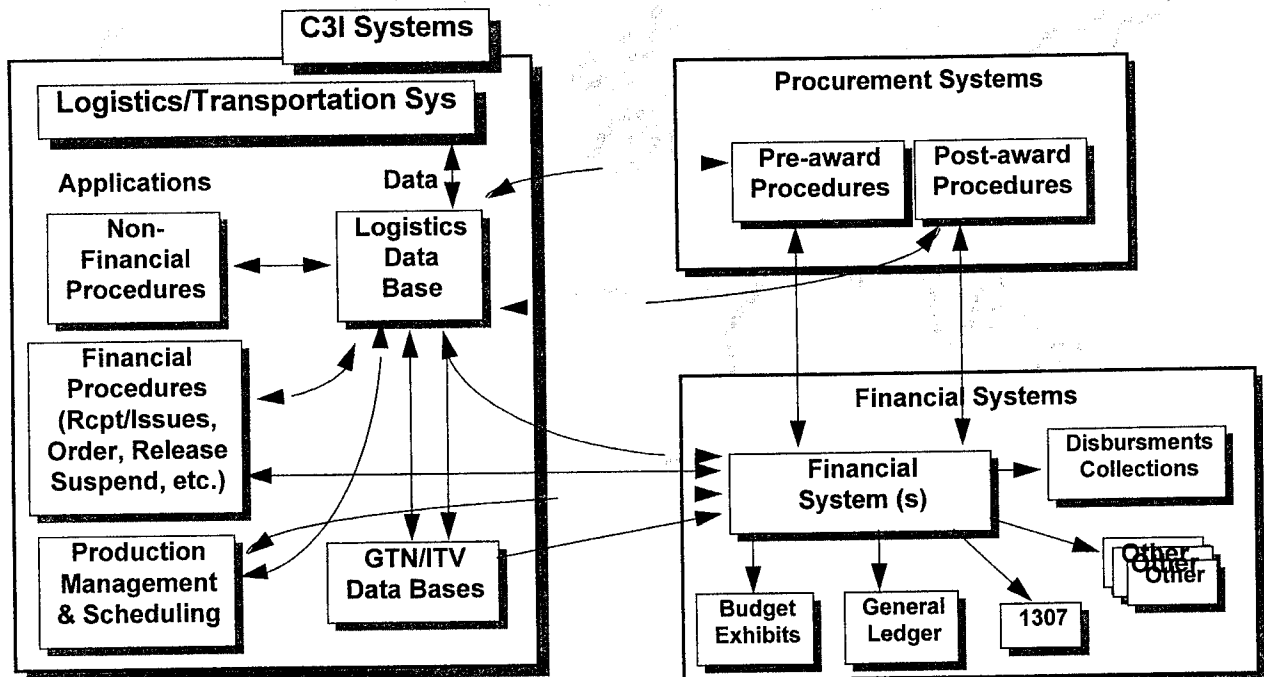 C3I Systems
Logistics/Transportation Sys
Applications
Data
Non-
Financial
Procedures
Logistics
Data
Base
Financial
Procedures
(Rcpt/Issues,
Order, Release
Suspend, etc.)
Production
Management
& Scheduling
GTN/ITV
Data Bases
Procurement Systems
Pre-award
Procedures
Post-award
Procedures
Financial Systems
Financial
System (s)
Disbursments
Collections
Other
Other
Other
Budget
Exhibits
General
Ledger
1307